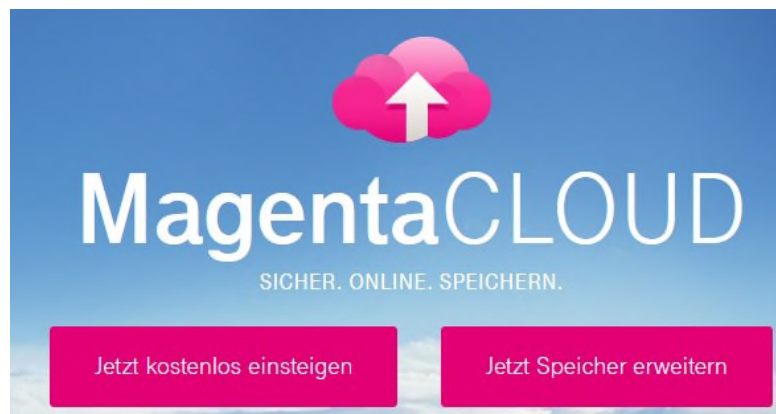 MagentaCLOUD
SICHER. ONLINE. SPEICHERN.
Jetzt kostenlos einsteigen
Jetzt Speicher erweitern